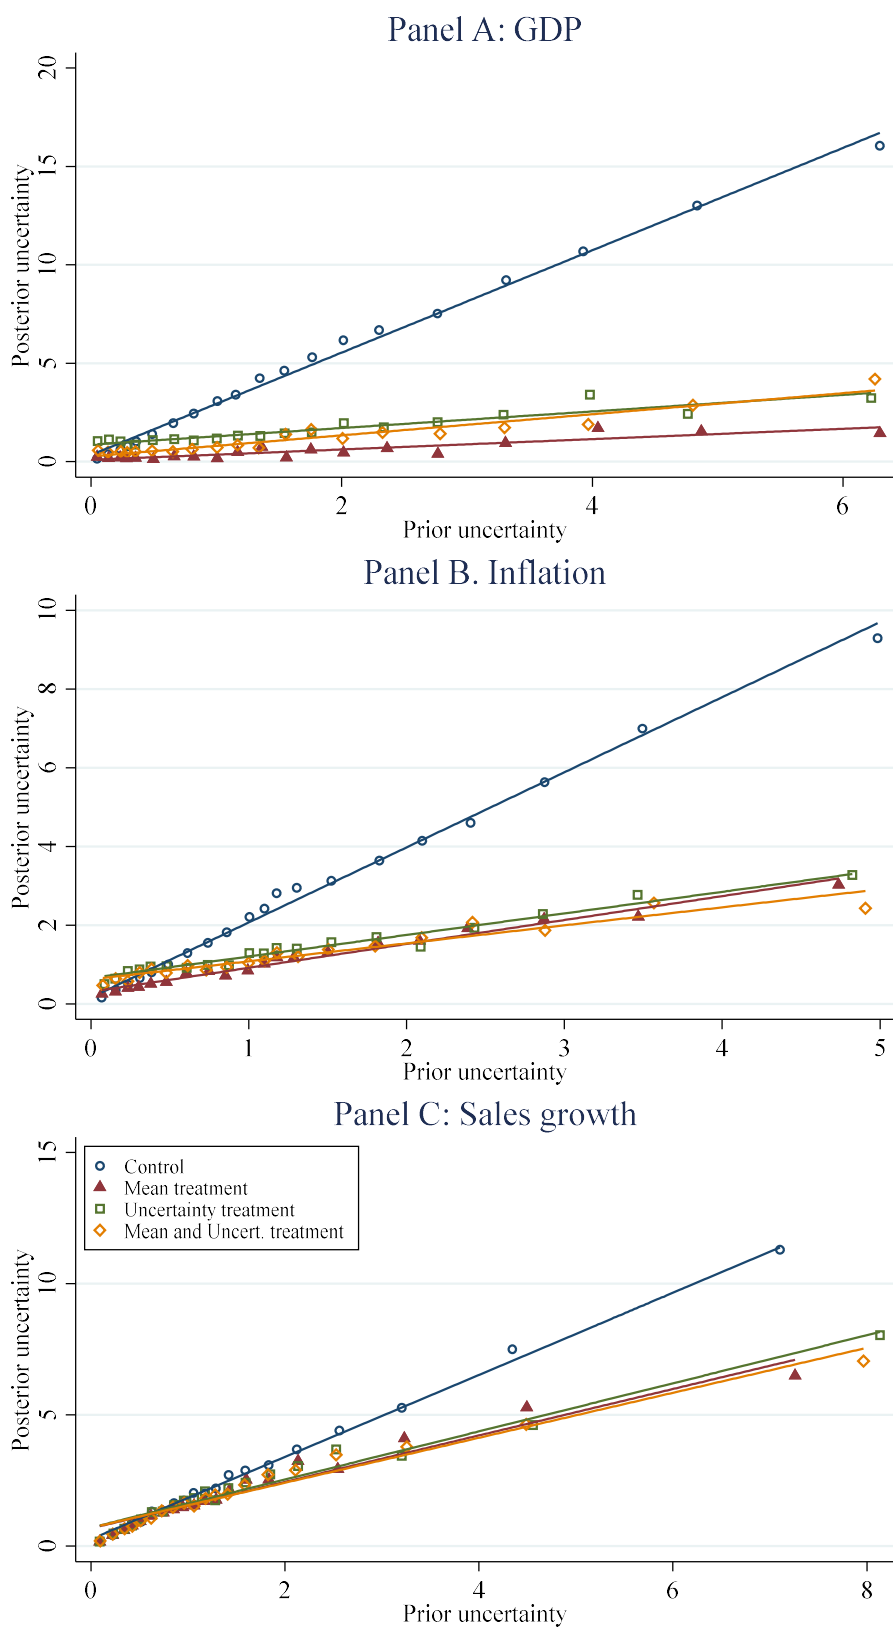 Panel A: GDP
Posterior uncertainty
20
15
10
5
0
0 2 4 6
Prior uncertainty
Panel B. Inflation
Posterior uncertainty
10
8
6
4
2
0
0 1 2 3 4 5
Prior uncertainty
Panel C: Sales growth
Posterior uncertainty
15
10
5
0
Control
Mean treatment
Uncertainty treatment
Mean and Uncert. treatment
0 2 4 6 8
Prior uncertainty